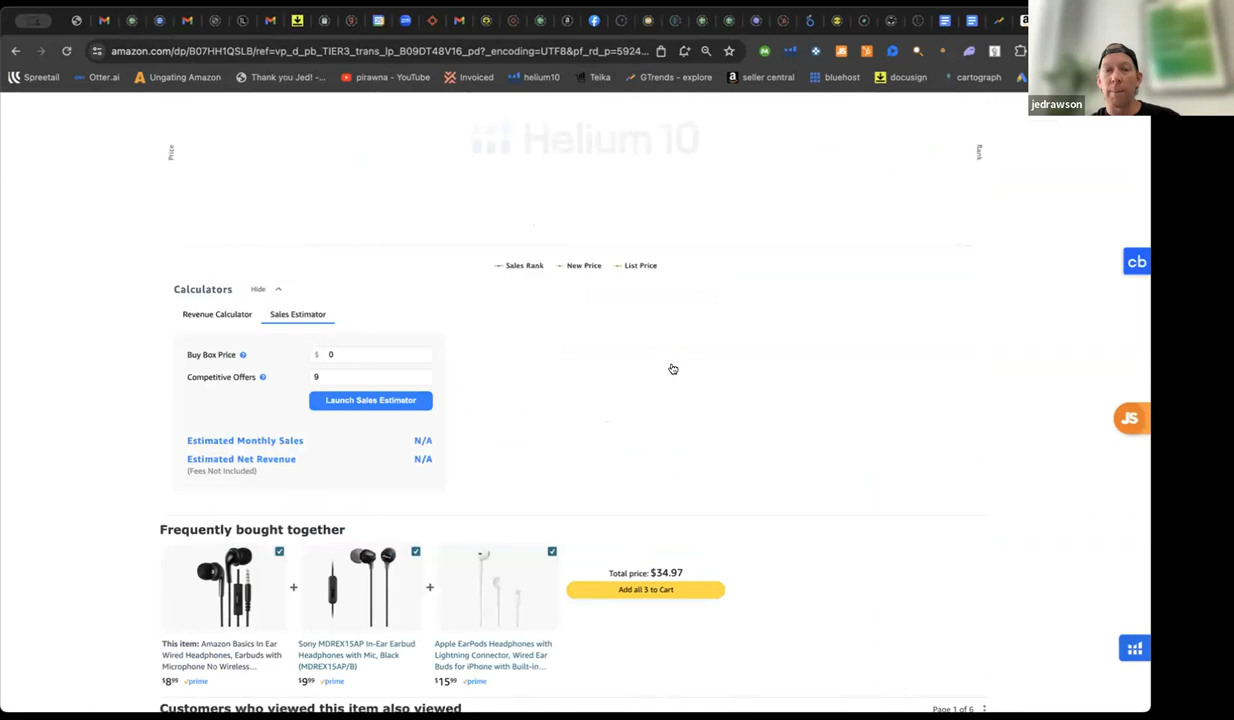 amazon.com/dp/B07HH1QSLB/ref=vp_d_pb_TIER3_trans_lp_B09DT48V16_pd?_encoding=UTF8&pf_rd_p=5924...
Spreetail
Otter.ai
Ungating Amazon
Thank you Jed! -...
pirawna - YouTube
Invoiced
helium10
Teika
GTrends - explore
seller central
bluehost
docusign
cartograph
jedrawson
Helium 10
Price
Rank
Sales Rank
New Price
List Price
Calculators
Hide
Revenue Calculator
Sales Estimator
Buy Box Price
$ 0
Competitive Offers
9
Launch Sales Estimator
Estimated Monthly Sales
N/A
Estimated Net Revenue
N/A
(Fees Not Included)
cb
JS
Frequently bought together
+
+
Total price: $34.97
Add all 3 to Cart
This item: Amazon Basics In Ear
Wired Headphones, Earbuds with
Microphone No Wireless...
$8.99 prime
Sony MDREX15AP In-Ear Earbud
Headphones with Mic, Black
(MDREX15AP/B)
$9.99 prime
Apple EarPods Headphones with
Lightning Connector, Wired Ear
Buds for iPhone with Built-in...
$15.99 prime
Customers who viewed this item also viewed
Page 1 of 6